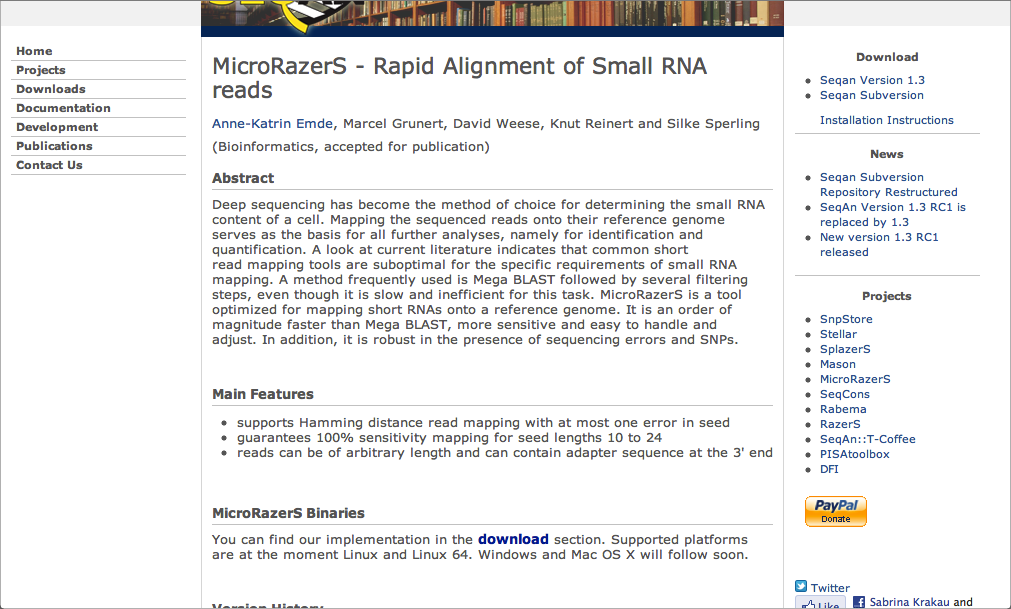 Home
Projects
Downloads
Documentation
Development
Publications
Contact Us
MicroRazerS - Rapid Alignment of Small RNA
reads
Anne-Katrin Emde, Marcel Grunert, David Weese, Knut Reinert and Silke Sperling
(Bioinformatics, accepted for publication)
Abstract
Deep sequencing has become the method of choice for determining the small RNA
content of a cell. Mapping the sequenced reads onto their reference genome
serves as the basis for all further analyses, namely for identification and
quantification. A look at current literature indicates that common short
read mapping tools are suboptimal for the specific requirements of small RNA
mapping. A method frequently used is Mega BLAST followed by several filtering
steps, even though it is slow and inefficient for this task. MicroRazerS is a tool
optimized for mapping short RNAs onto a reference genome. It is an order of
magnitude faster than Mega BLAST, more sensitive and easy to handle and
adjust. In addition, it is robust in the presence of sequencing errors and SNPs.
Main Features
supports Hamming distance read mapping with at most one error in seed
guarantees 100% sensitivity mapping for seed lengths 10 to 24
reads can be of arbitrary length and can contain adapter sequence at the 3' end
MicroRazerS Binaries
You can find our implementation in the download section. Supported platforms
are at the moment Linux and Linux 64. Windows and Mac OS X will follow soon.
Version History
Download
Seqan Version 1.3
Seqan Subversion
Installation Instructions
News
Seqan Subversion
Repository Restructured
SeqAn Version 1.3 RC1 is
replaced by 1.3
New version 1.3 RC1
released
Projects
SnpStore
Stellar
SplazerS
Mason
MicroRazerS
SeqCons
Rabema
RazerS
SeqAn::T-Coffee
PISAtoolbox
DFI
PayPal
Donate
Twitter
Like
Sabrina Krakau and